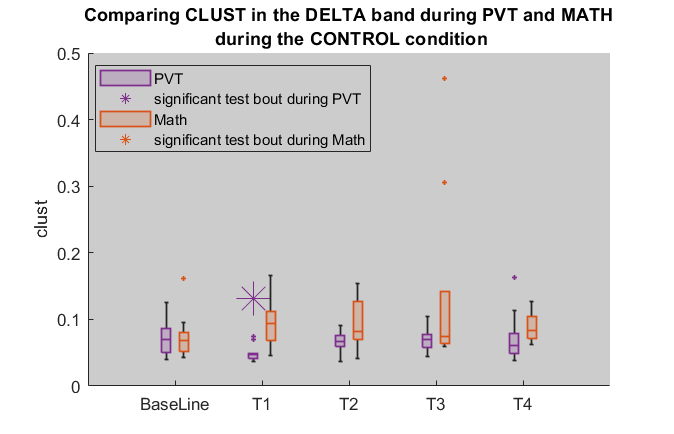 Comparing CLUST in the DELTA band during PVT and MATH
during the CONTROL condition
0.5
0.4
0.3
0.2
0.1
0
clust
PVT
significant test bout during PVT
Math
significant test bout during Math
BaseLine T1 T2 T3 T4